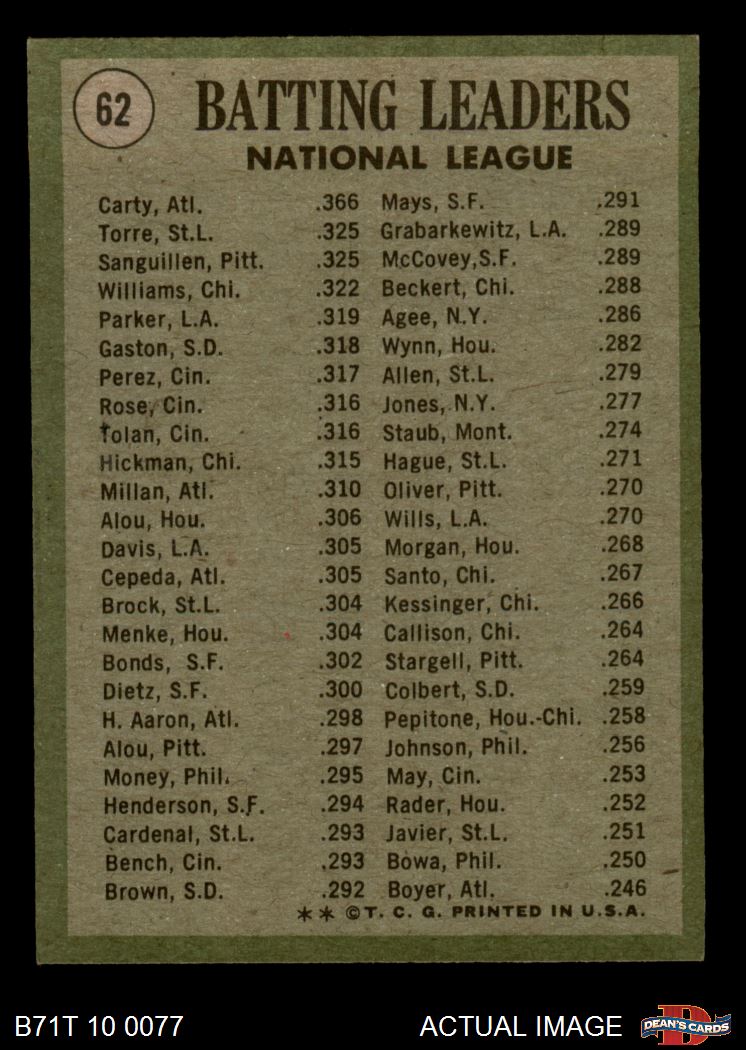 62 BATTING LEADERS
NATIONAL LEAGUE
Carty, Atl. .366
Torre, St.L. .325
Sanguillen, Pitt. .325
Williams, Chi. .322
Parker, L.A. .319
Gaston, S.D. .318
Perez, Cin. .317
Rose, Cin. .316
Tolan, Cin. .316
Hickman, Chi. .315
Millan, Atl. .310
Alou, Hou. .306
Davis, L.A. .305
Cepeda, Atl. .305
Brock, St.L. .304
Menke, Hou. .304
Bonds, S.F. .302
Dietz, S.F. .300
H. Aaron, Atl. .298
Alou, Pitt. .297
Money, Phil. .295
Henderson, S.F. .294
Cardenal, St.L. .293
Bench, Cin. .293
Brown, S.D. .292
Mays, S.F. .291
Grabarkewitz, L.A. .289
McCovey,S.F. .289
Beckert, Chi. .288
Agee, N.Y. .286
Wynn, Hou. .282
Allen, St.L. .279
Jones, N.Y. .277
Staub, Mont. .274
Hague, St.L. .271
Oliver, Pitt. .270
Wills, L.A. .270
Morgan, Hou. .268
Santo, Chi. .267
Kessinger, Chi. .266
Callison, Chi. .264
Stargell, Pitt. .264
Colbert, S.D. .259
Pepitone, Hou.-Chi. .258
Johnson, Phil. .256
May, Cin. .253
Rader, Hou. .252
Javier, St.L. .251
Bowa, Phil. .250
Boyer, Atl. .246
** ©T. C. G. PRINTED IN U.S.A.
B71T 10 0077 ACTUAL IMAGE DEAN'S CARDS